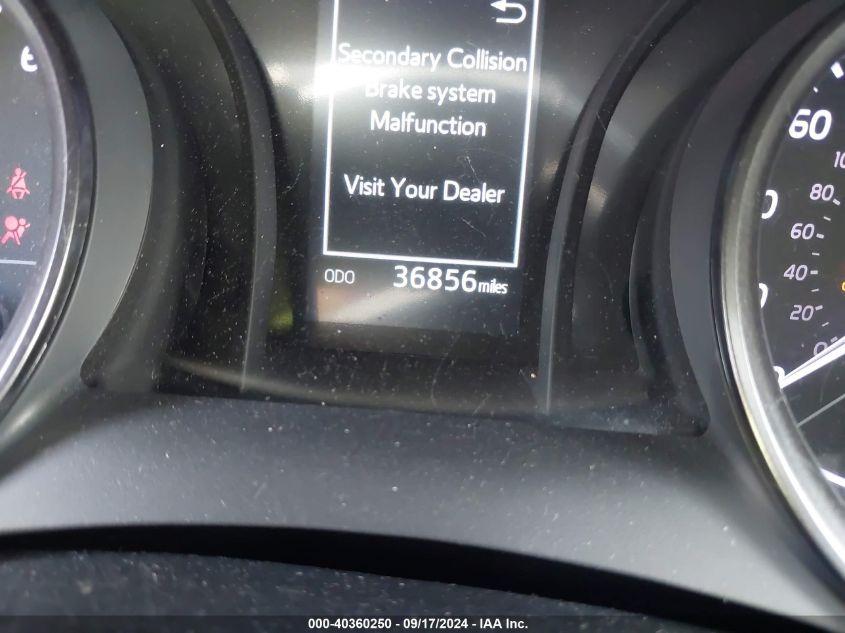 Secondary Collision
Brake system
Malfunction
Visit Your Dealer
ODO 36856 miles
60
80
60
40
20
0
000-40360250 - 09/17/2024 - IAA Inc.